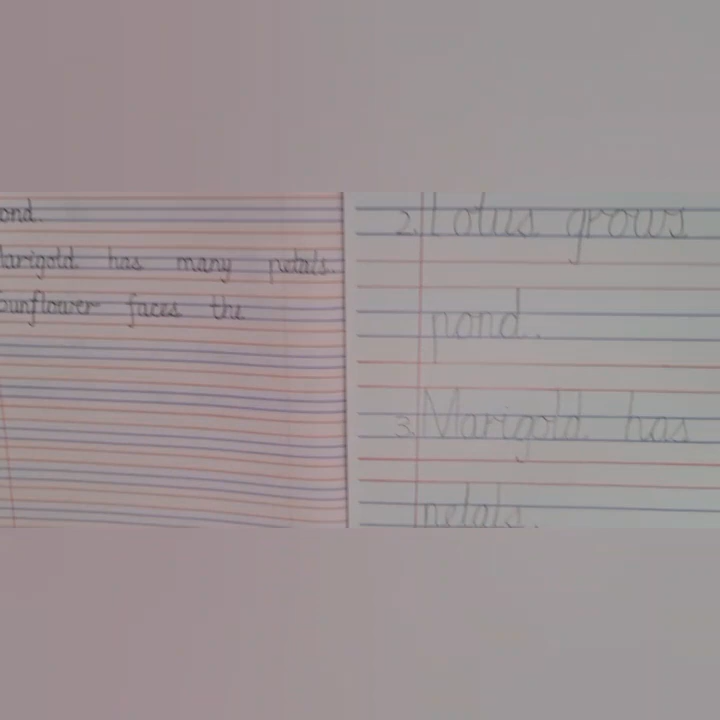 ond.
Marigold has many petals.
Sunflower faces the
2. Lotus grows
pond.
3. Marigold has
petals.